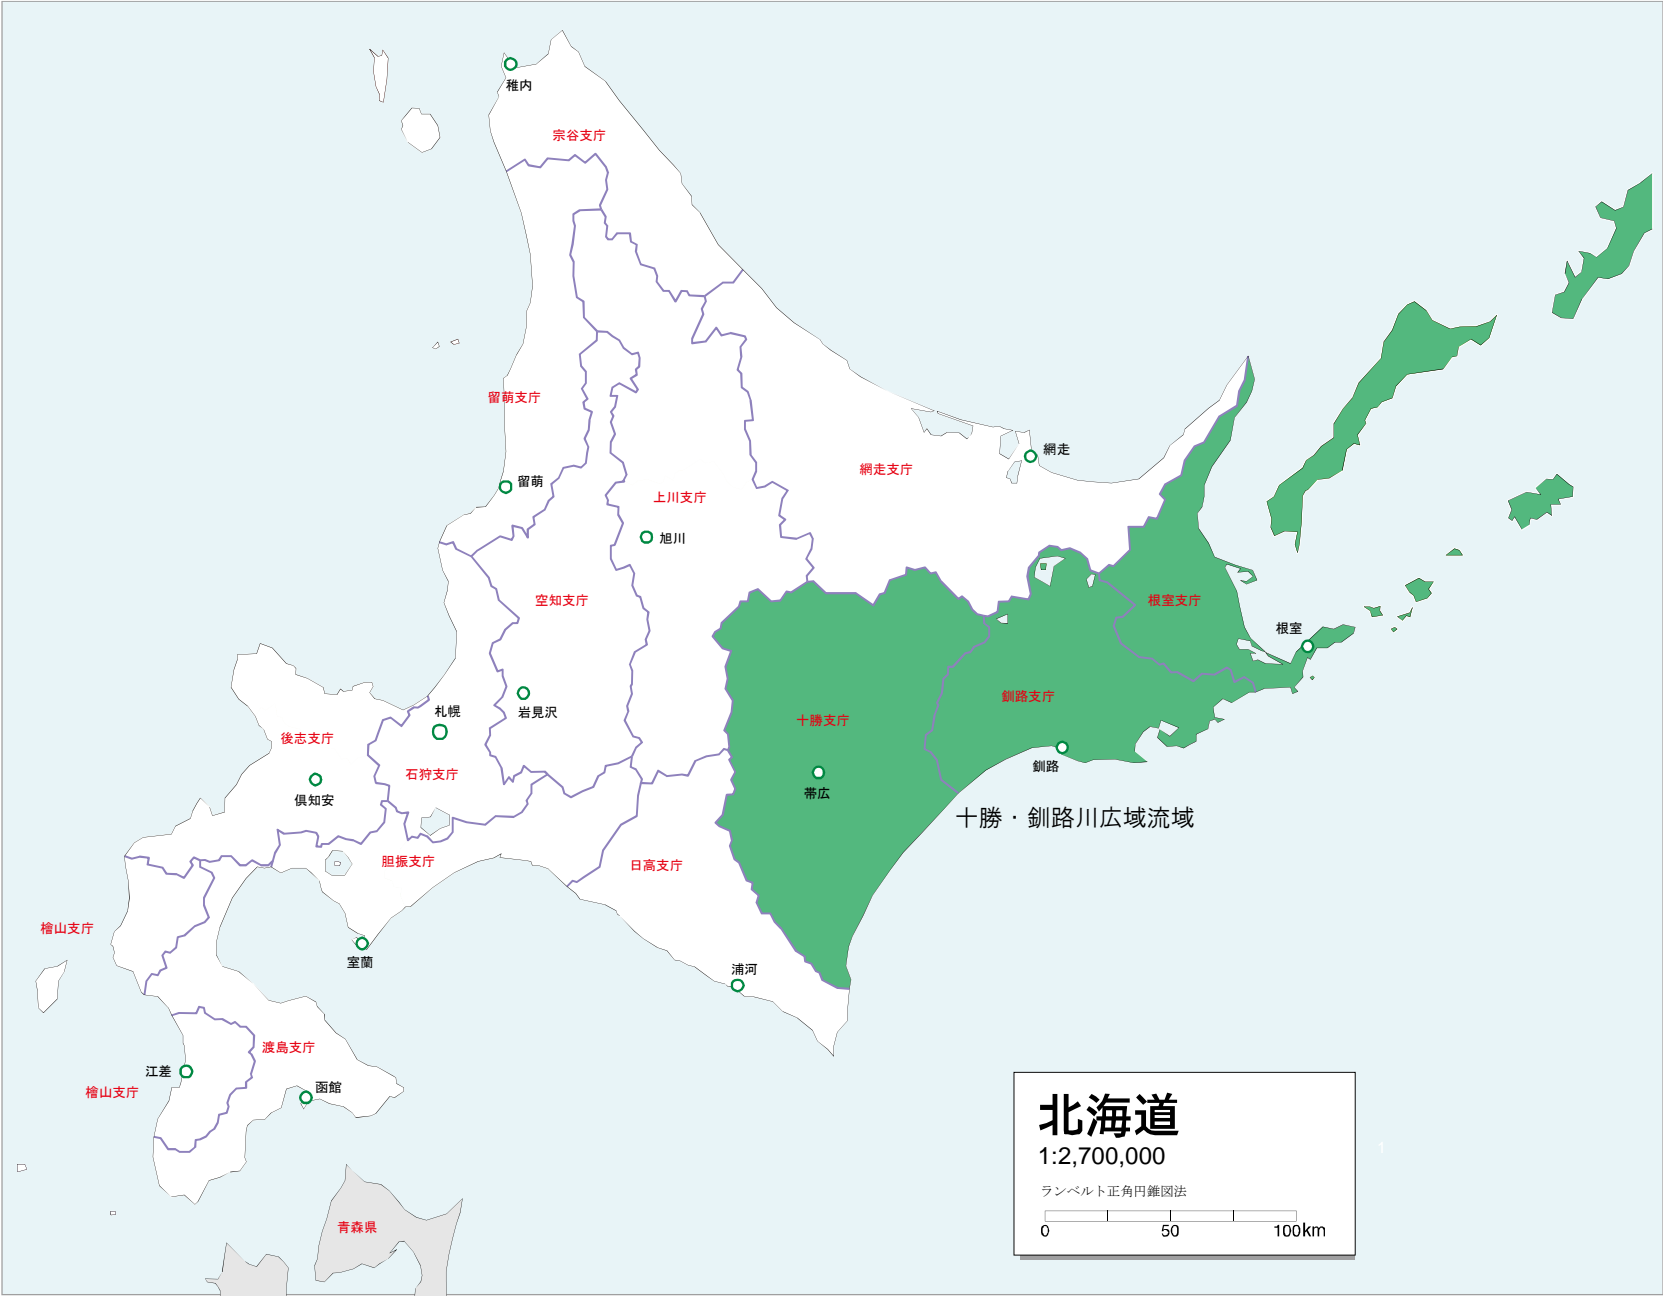 稚内
宗谷支庁
留萌支庁
網走
網走支庁
留萌
上川支庁
旭川
空知支庁
根室支庁
根室
釧路支庁
札幌
岩見沢
十勝支庁
後志支庁
石狩支庁
釧路
倶知安
帯広
十勝・釧路川広域流域
胆振支庁
日高支庁
檜山支庁
室蘭
浦河
渡島支庁
江差
函館
檜山支庁
北海道
1:2,700,000
1
ランベルト正角円錐図法
0 50 100km
青森県